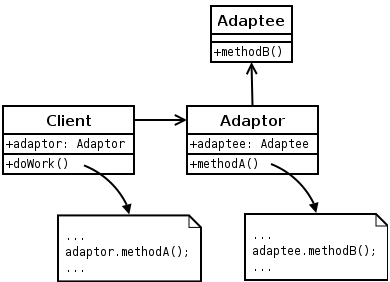 Adaptee
+methodB()
Client
+adaptor: Adaptor
+doWork()
Adaptor
+adaptee: Adaptee
+methodA()
...
adaptor.methodA();
...
...
adaptee.methodB();
...